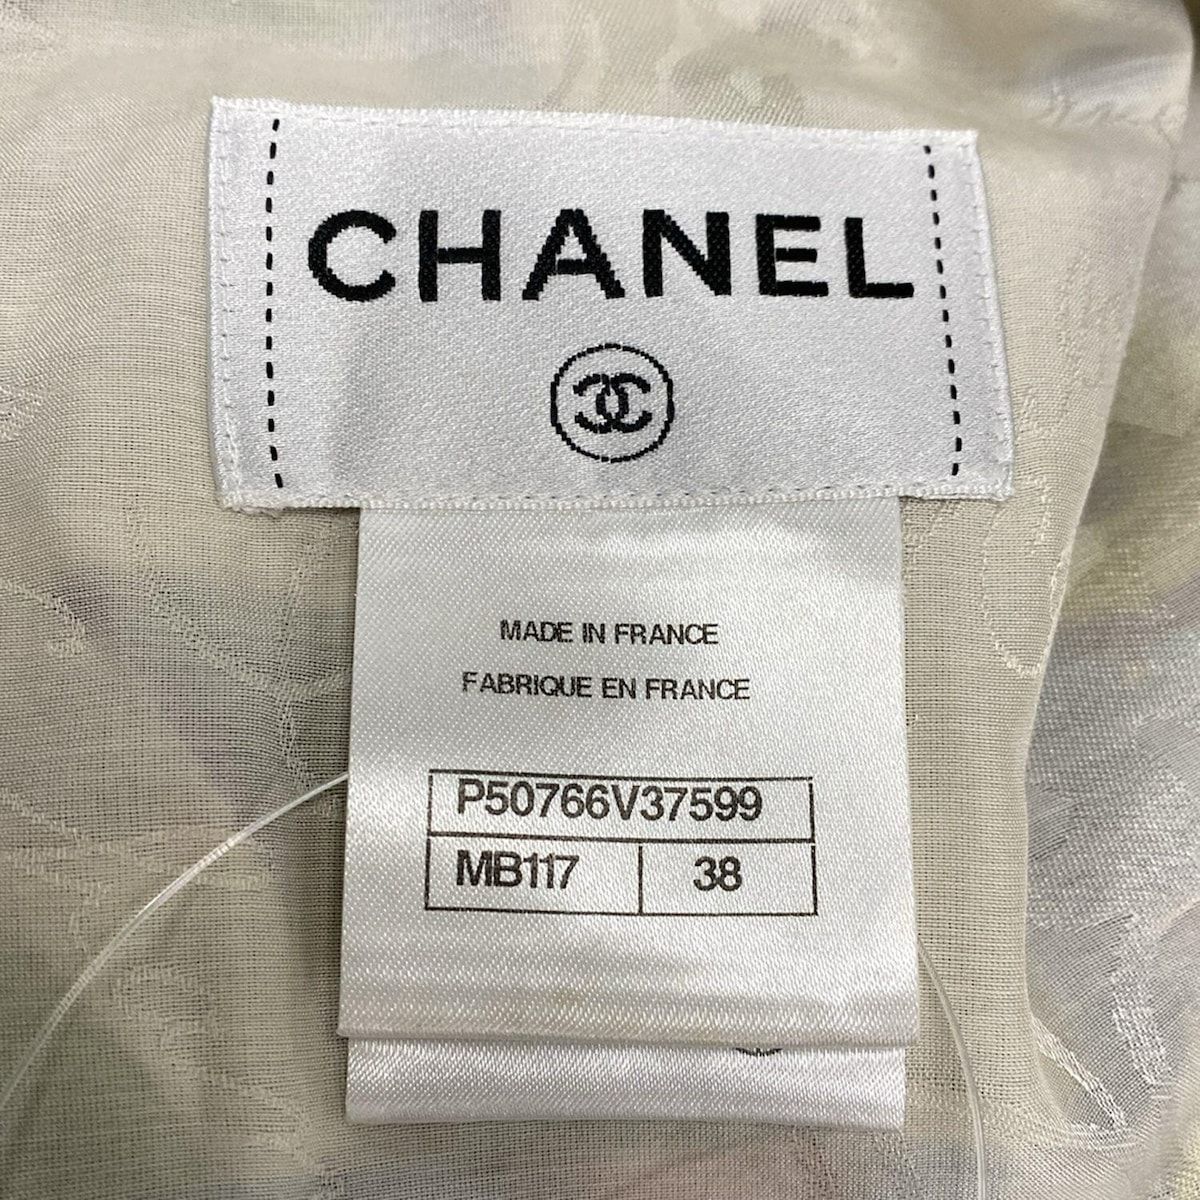 CHANEL
MADE IN FRANCE
FABRIQUE EN FRANCE
P50766V37599
MB117 38